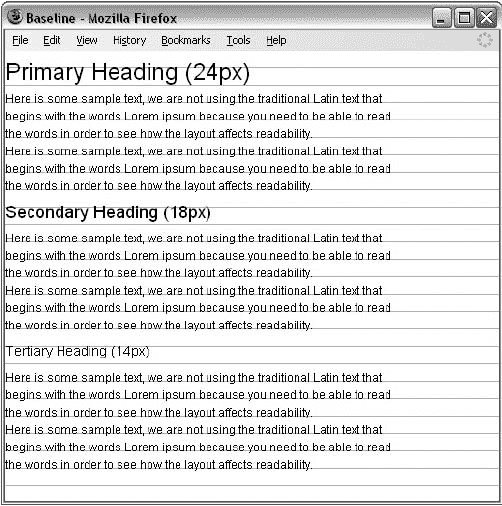 Baseline - Mozilla Firefox
File Edit View History Bookmarks Tools Help
Primary Heading (24px)
Here is some sample text, we are not using the traditional Latin text that
begins with the words Lorem ipsum because you need to be able to read
the words in order to see how the layout affects readability.
Here is some sample text, we are not using the traditional Latin text that
begins with the words Lorem ipsum because you need to be able to read
the words in order to see how the layout affects readability.
Secondary Heading (18px)
Here is some sample text, we are not using the traditional Latin text that
begins with the words Lorem ipsum because you need to be able to read
the words in order to see how the layout affects readability.
Here is some sample text, we are not using the traditional Latin text that
begins with the words Lorem ipsum because you need to be able to read
the words in order to see how the layout affects readability.
Tertiary Heading (14px)
Here is some sample text, we are not using the traditional Latin text that
begins with the words Lorem ipsum because you need to be able to read
the words in order to see how the layout affects readability.
Here is some sample text, we are not using the traditional Latin text that
begins with the words Lorem ipsum because you need to be able to read
the words in order to see how the layout affects readability.